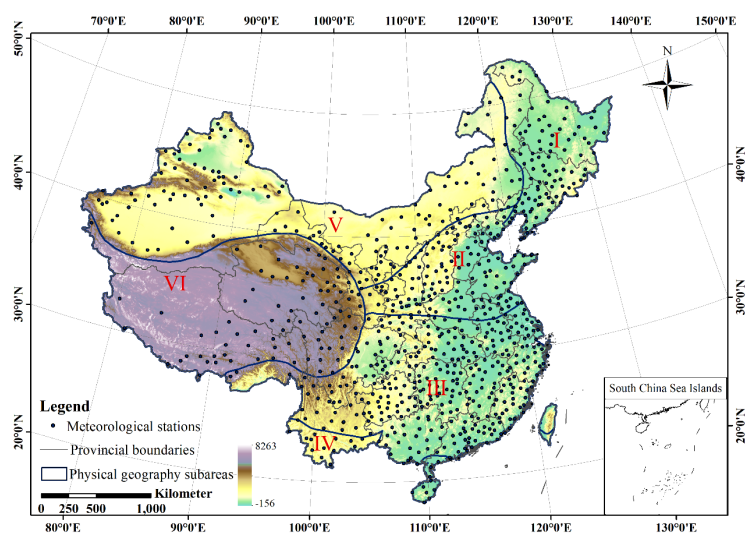 70°0'E 80°0'E 90°0'E 100°0'E 110°0'E 120°0'E 130°0'E 140°0'E 150°0'E
50°0'N
40°0'N
30°0'N
20°0'N
N
I
V
II
VI
III
IV
40°0'N
30°0'N
20°0'N
South China Sea Islands
Legend
Meteorological stations
Provincial boundaries
Physical geography subareas
Kilometer
0 250 500 1,000
8263
-156
80°0'E 90°0'E 100°0'E 110°0'E 120°0'E 130°0'E